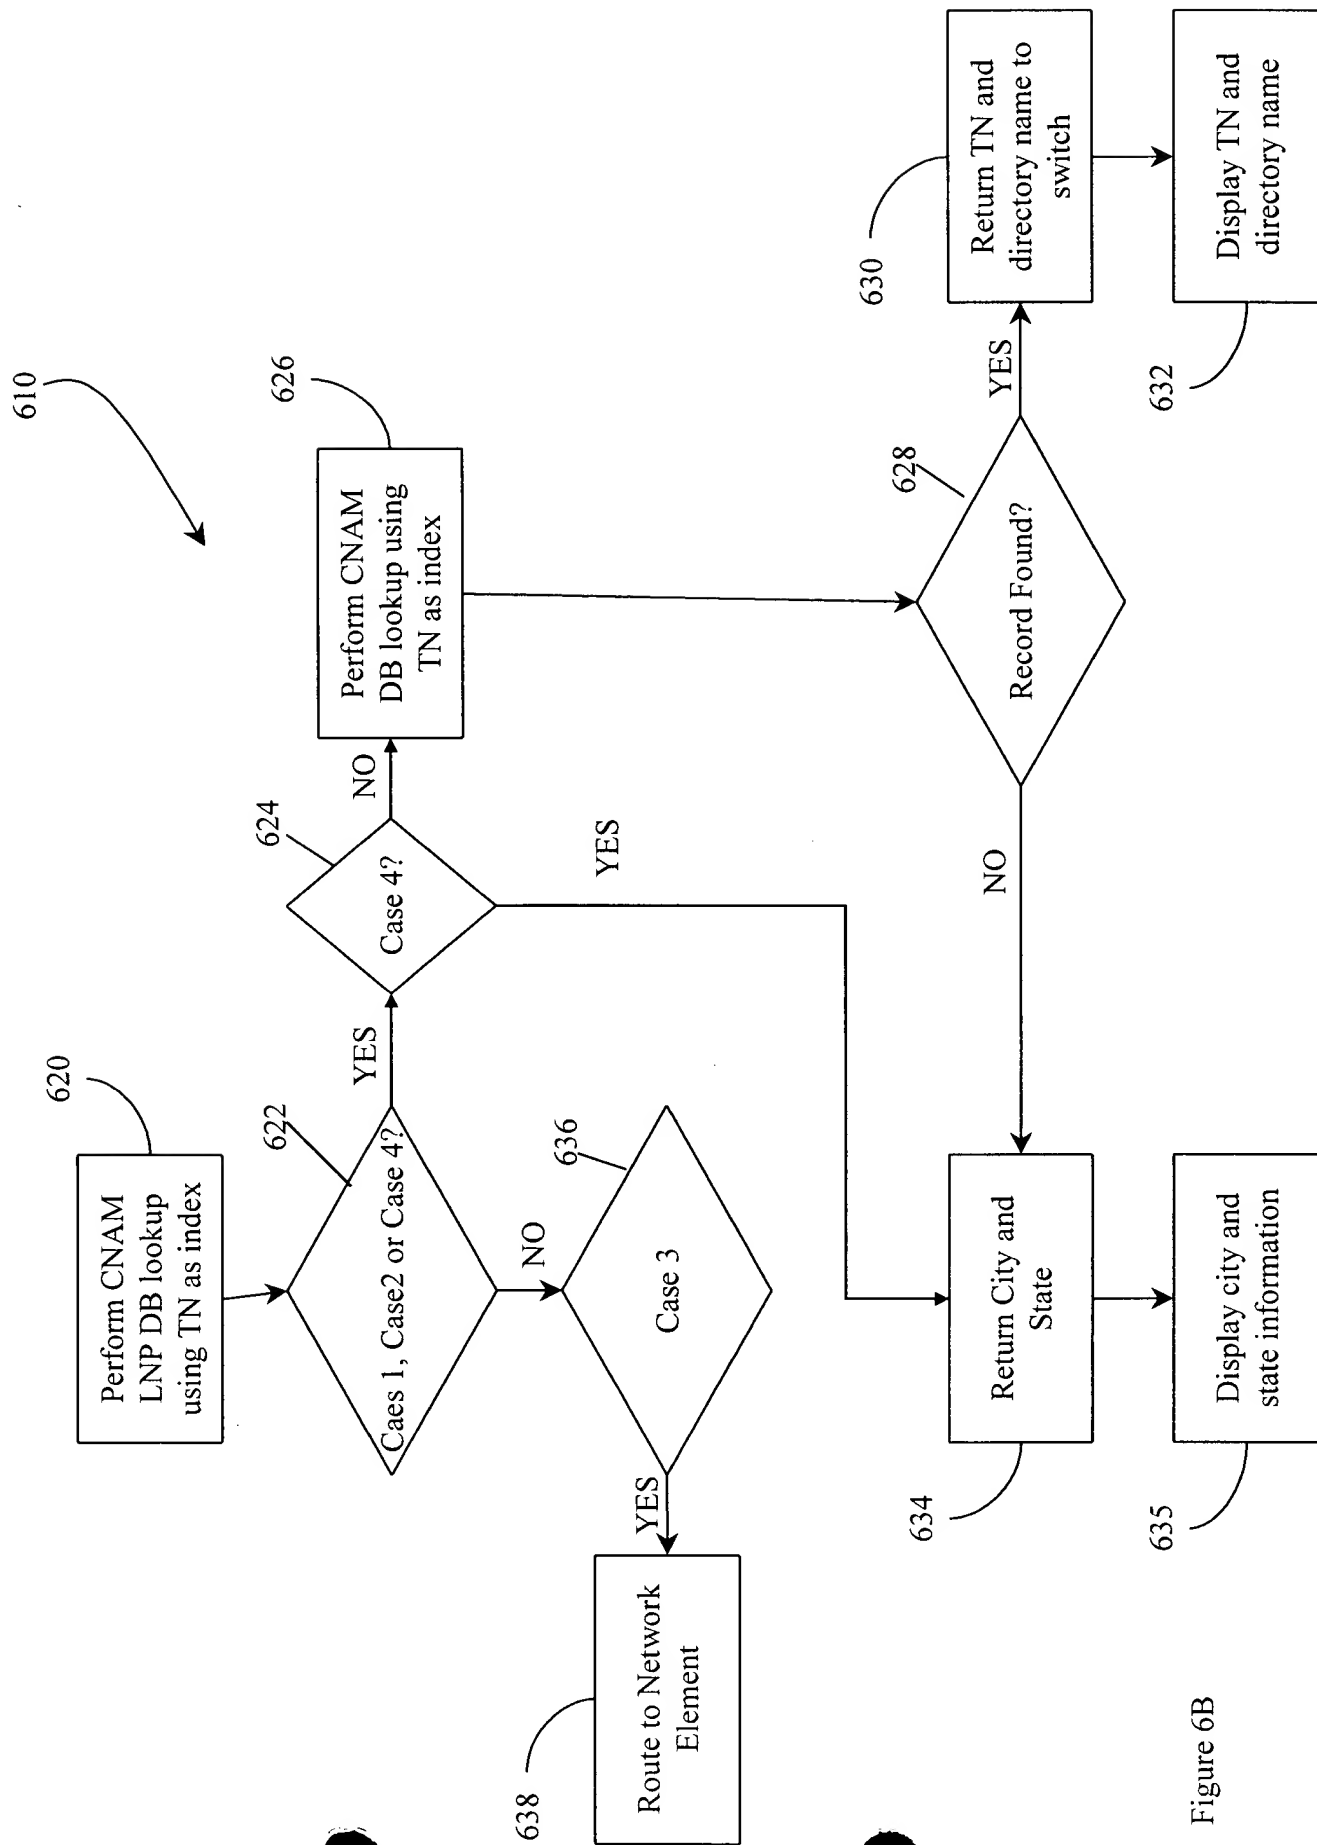 610
620
Perform CNAM
LNP DB lookup
using TN as index
622
Caes 1, Case2 or Case 4?
YES
624
Case 4?
NO
626
Perform CNAM
DB lookup using
TN as index
YES
NO
636
Case 3
YES
638
Route to Network
Element
628
Record Found?
YES
630
Return TN and
directory name to
switch
632
Display TN and
directory name
NO
634
Return City and
State
635
Display city and
state information
Figure 6B